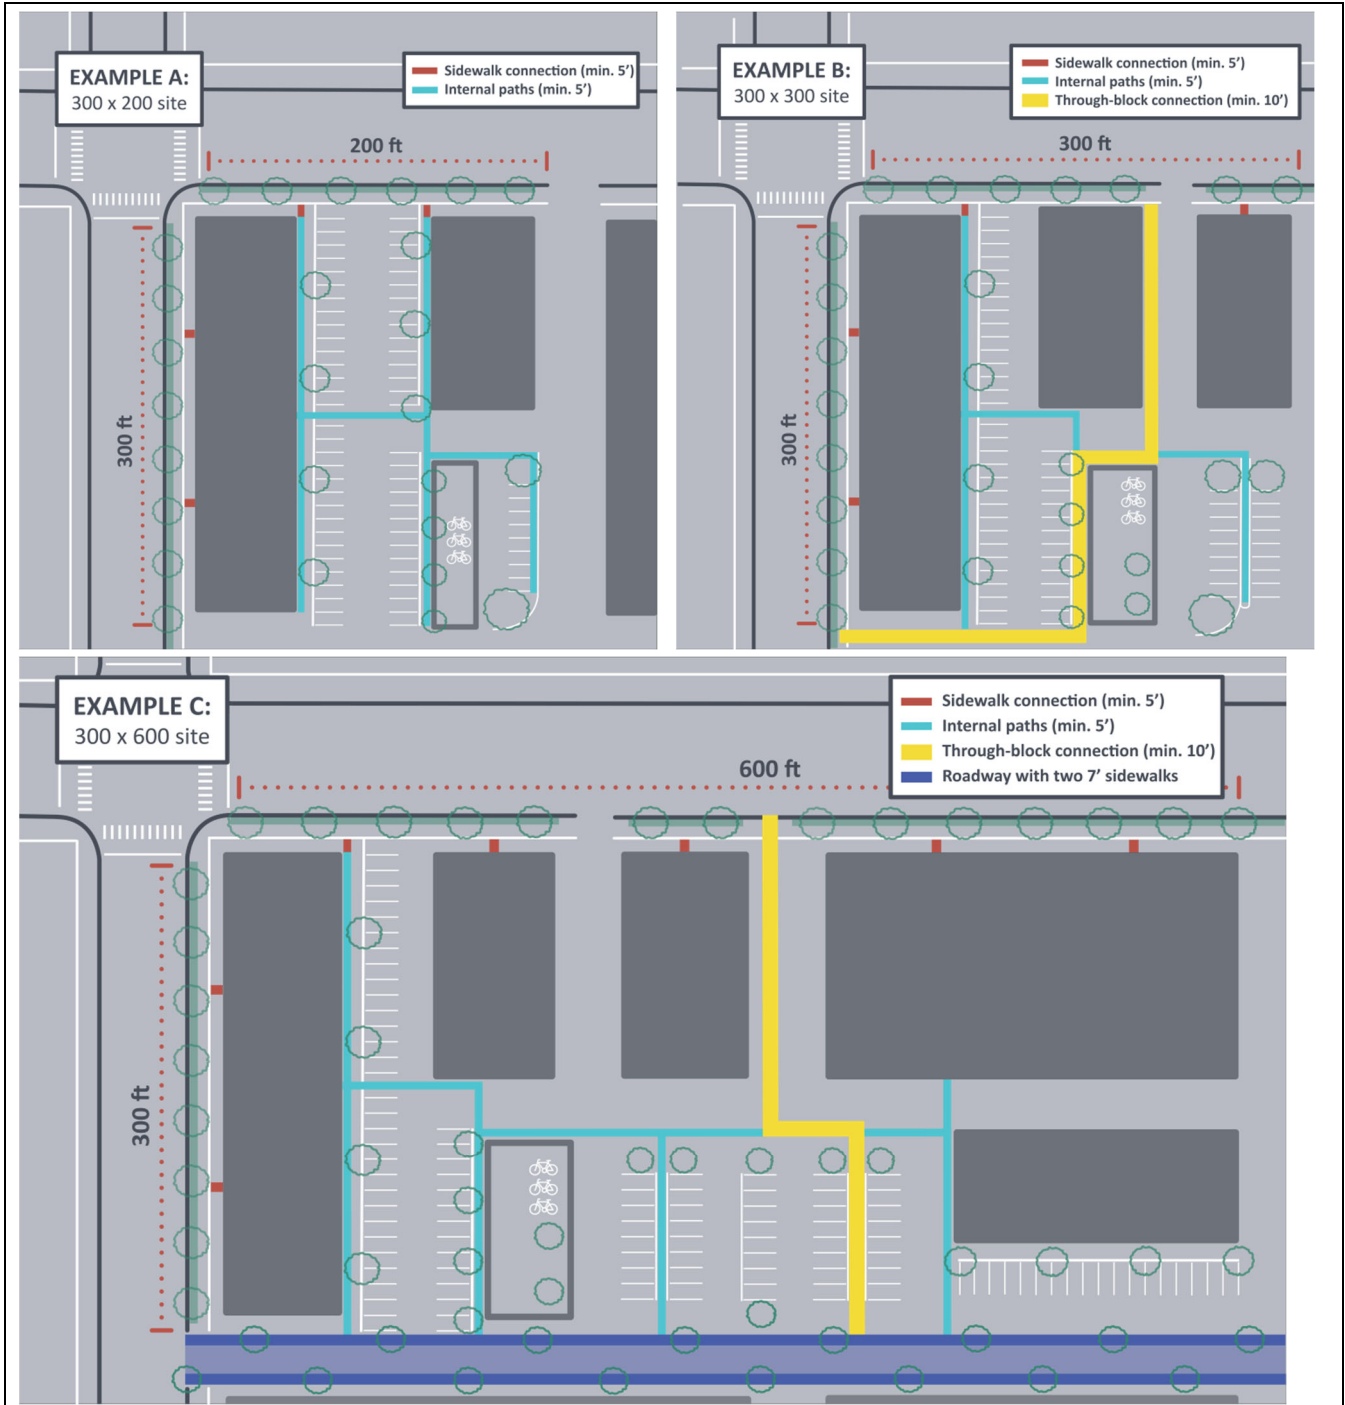 EXAMPLE A:
300 x 200 site
Sidewalk connection (min. 5’)
Internal paths (min. 5’)
200 ft
300 ft
EXAMPLE B:
300 x 300 site
Sidewalk connection (min. 5’)
Internal paths (min. 5’)
Through-block connection (min. 10’)
300 ft
300 ft
EXAMPLE C:
300 x 600 site
Sidewalk connection (min. 5’)
Internal paths (min. 5’)
Through-block connection (min. 10’)
Roadway with two 7’ sidewalks
600 ft
300 ft